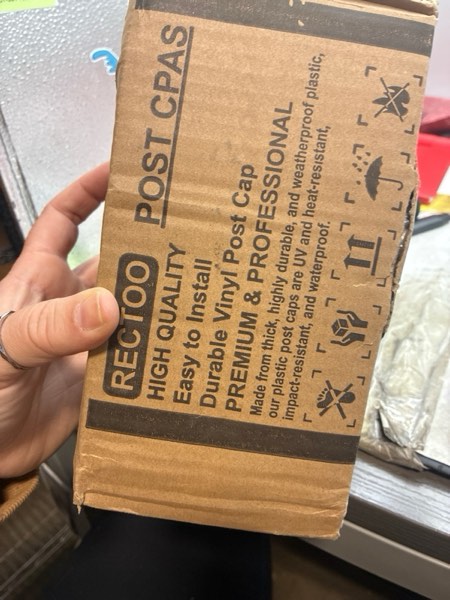 RECTOO POST CPAS
HIGH QUALITY
Easy to Install
Durable Vinyl Post Cap
PREMIUM & PROFESSIONAL
Made from thick, highly durable, and weatherproof plastic,
our plastic post caps are UV and heat-resistant,
impact-resistant, and waterproof.